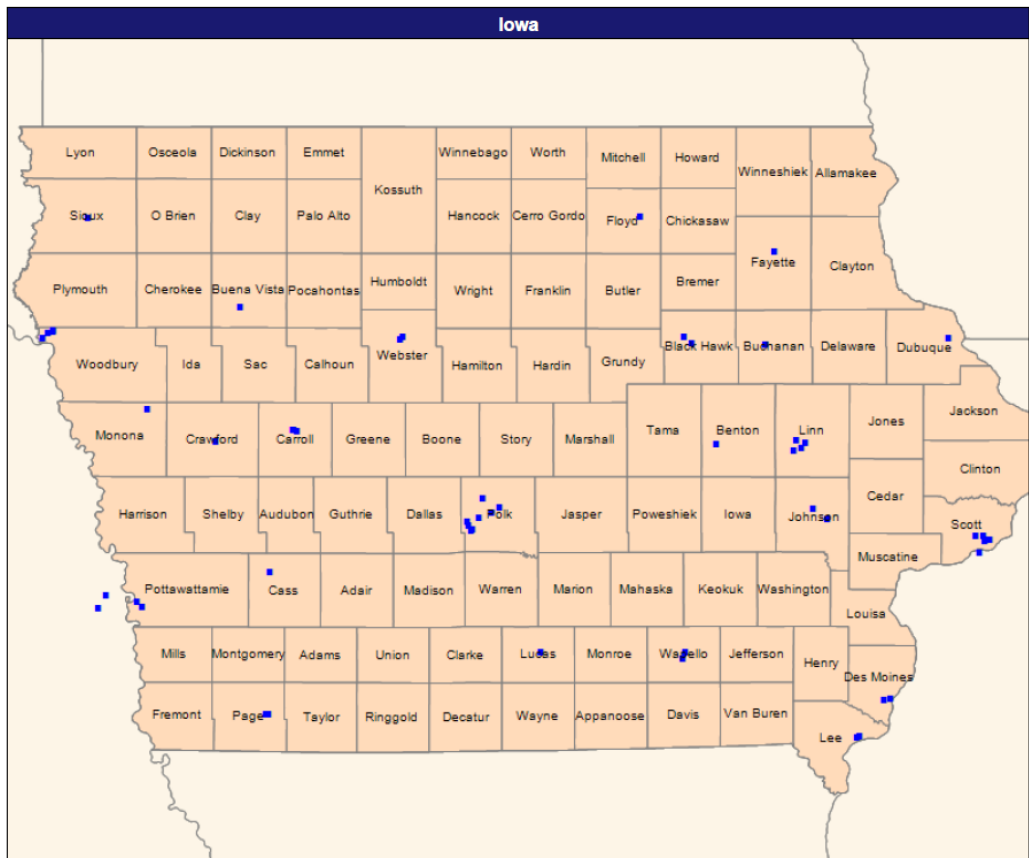 Iowa
Lyon Osceola Dickinson Emmet Winnebago Worth Mitchell Howard
Winneshiek Allamakee
Kossuth
Sioux O Brien Clay Palo Alto Hancock Cerro Gordo Floyd Chickasaw
Fayette Clayton
Plymouth Cherokee Buena Vista Pocahontas Humboldt Wright Franklin Butler Bremer
Woodbury Ida Sac Calhoun Webster Hamilton Hardin Grundy Black Hawk Buchanan Delaware Dubuque
Monona Crawford Carroll Greene Boone Story Marshall Tama Benton Linn Jones Jackson
Clinton
Harrison Shelby Audubon Guthrie Dallas Polk Jasper Poweshiek Iowa Johnson Cedar Scott
Muscatine
Pottawattamie Cass Adair Madison Warren Marion Mahaska Keokuk Washington
Louisa
Mills Montgomery Adams Union Clarke Lucas Monroe Wapello Jefferson Henry Des Moines
Fremont Page Taylor Ringgold Decatur Wayne Appanoose Davis Van Buren
Lee